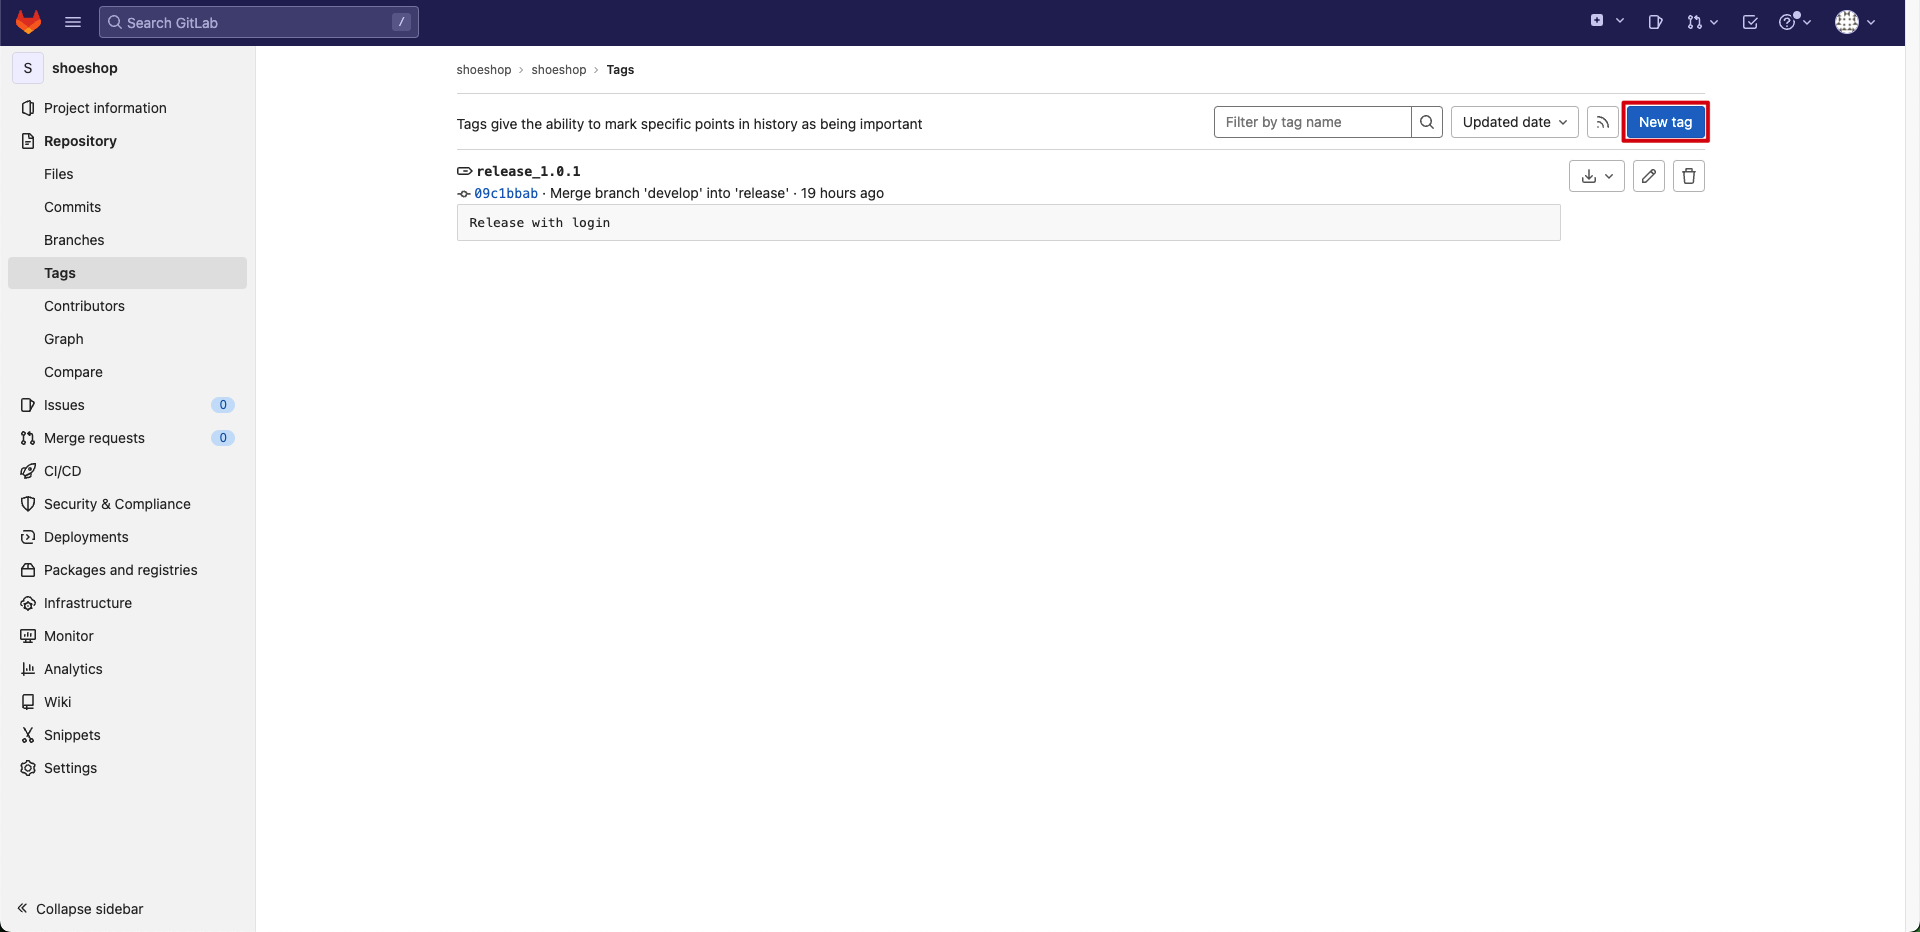 Search GitLab /
S shoeshop
Project information
Repository
Files
Commits
Branches
Tags
Contributors
Graph
Compare
Issues 0
Merge requests 0
CI/CD
Security & Compliance
Deployments
Packages and registries
Infrastructure
Monitor
Analytics
Wiki
Snippets
Settings
Collapse sidebar
shoeshop › shoeshop › Tags
Tags give the ability to mark specific points in history as being important
Filter by tag name
Updated date
New tag
release_1.0.1
09c1bbab · Merge branch 'develop' into 'release' · 19 hours ago
Release with login